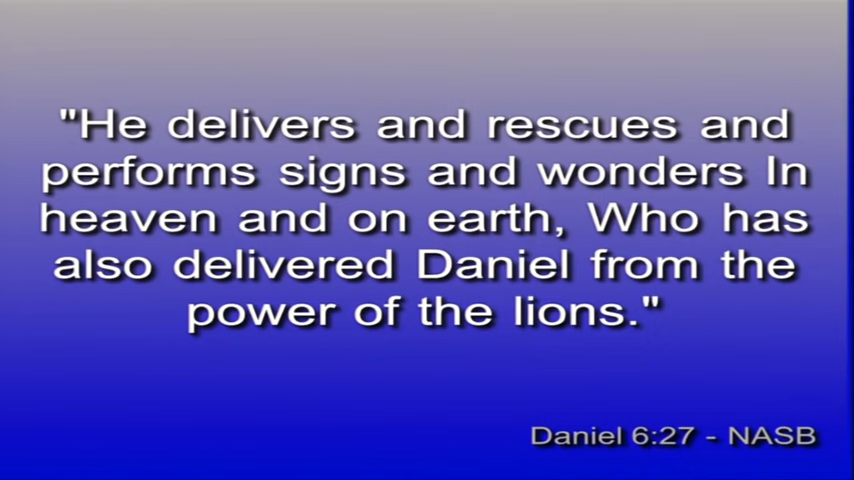 "He delivers and rescues and
performs signs and wonders In
heaven and on earth, Who has
also delivered Daniel from the
power of the lions."
Daniel 6:27 - NASB